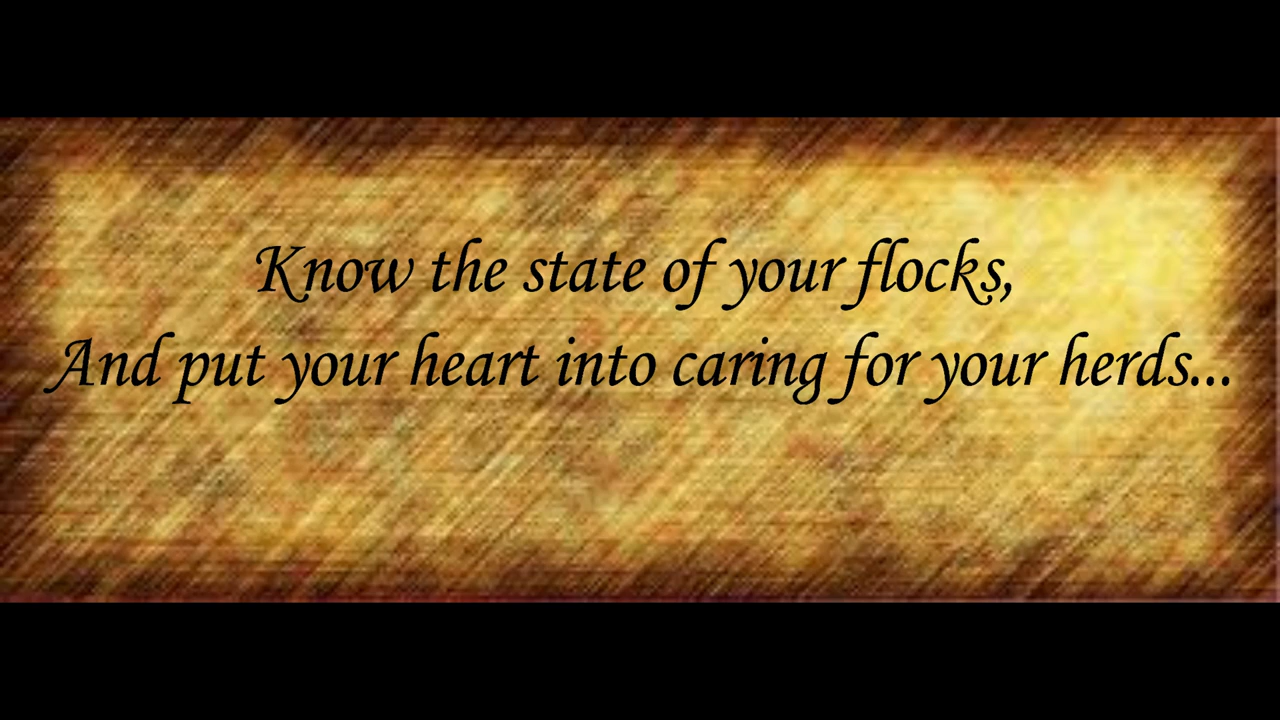 Know the state of your flocks,
And put your heart into caring for your herds...